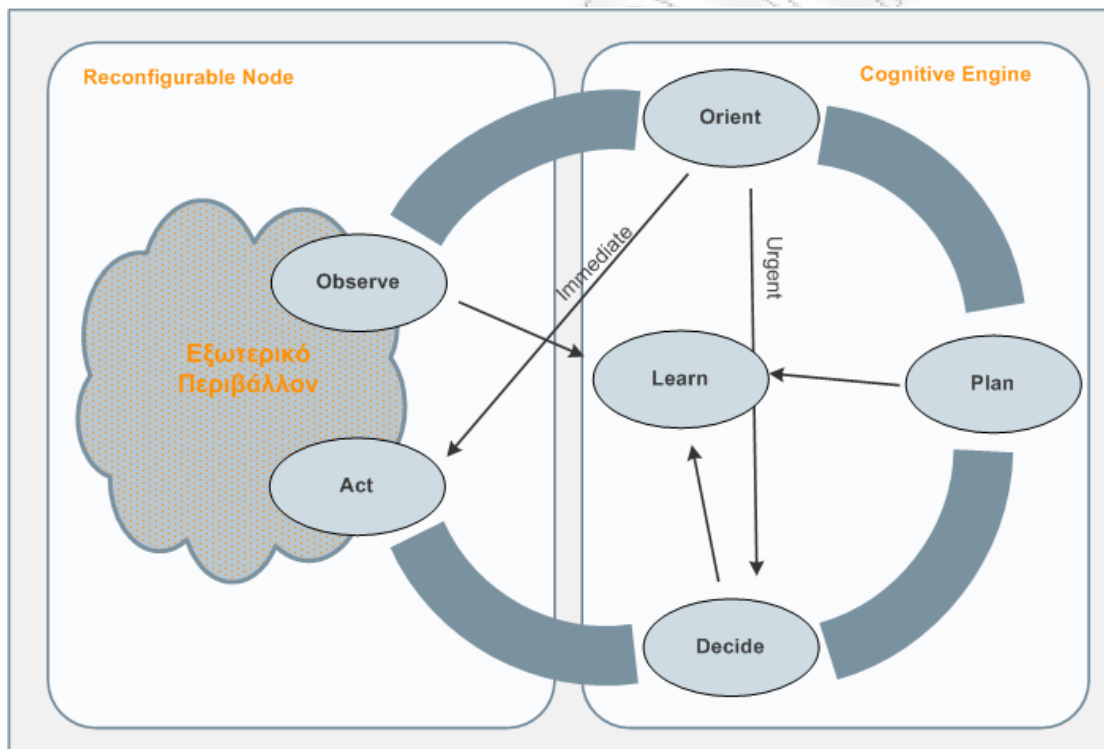 Reconfigurable Node
Cognitive Engine
Orient
Immediate
Urgent
Observe
Εξωτερικό
Περιβάλλον
Learn
Plan
Act
Decide